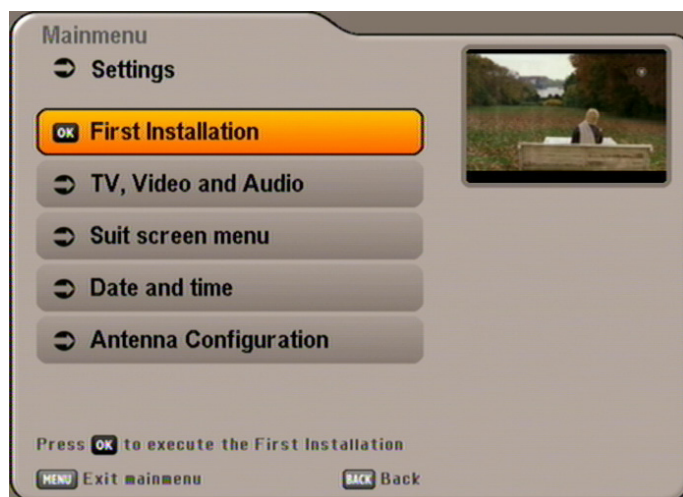 Mainmenu
Settings
OK First Installation
TV, Video and Audio
Suit screen menu
Date and time
Antenna Configuration
Press OK to execute the First Installation
MENU Exit mainmenu BACK Back